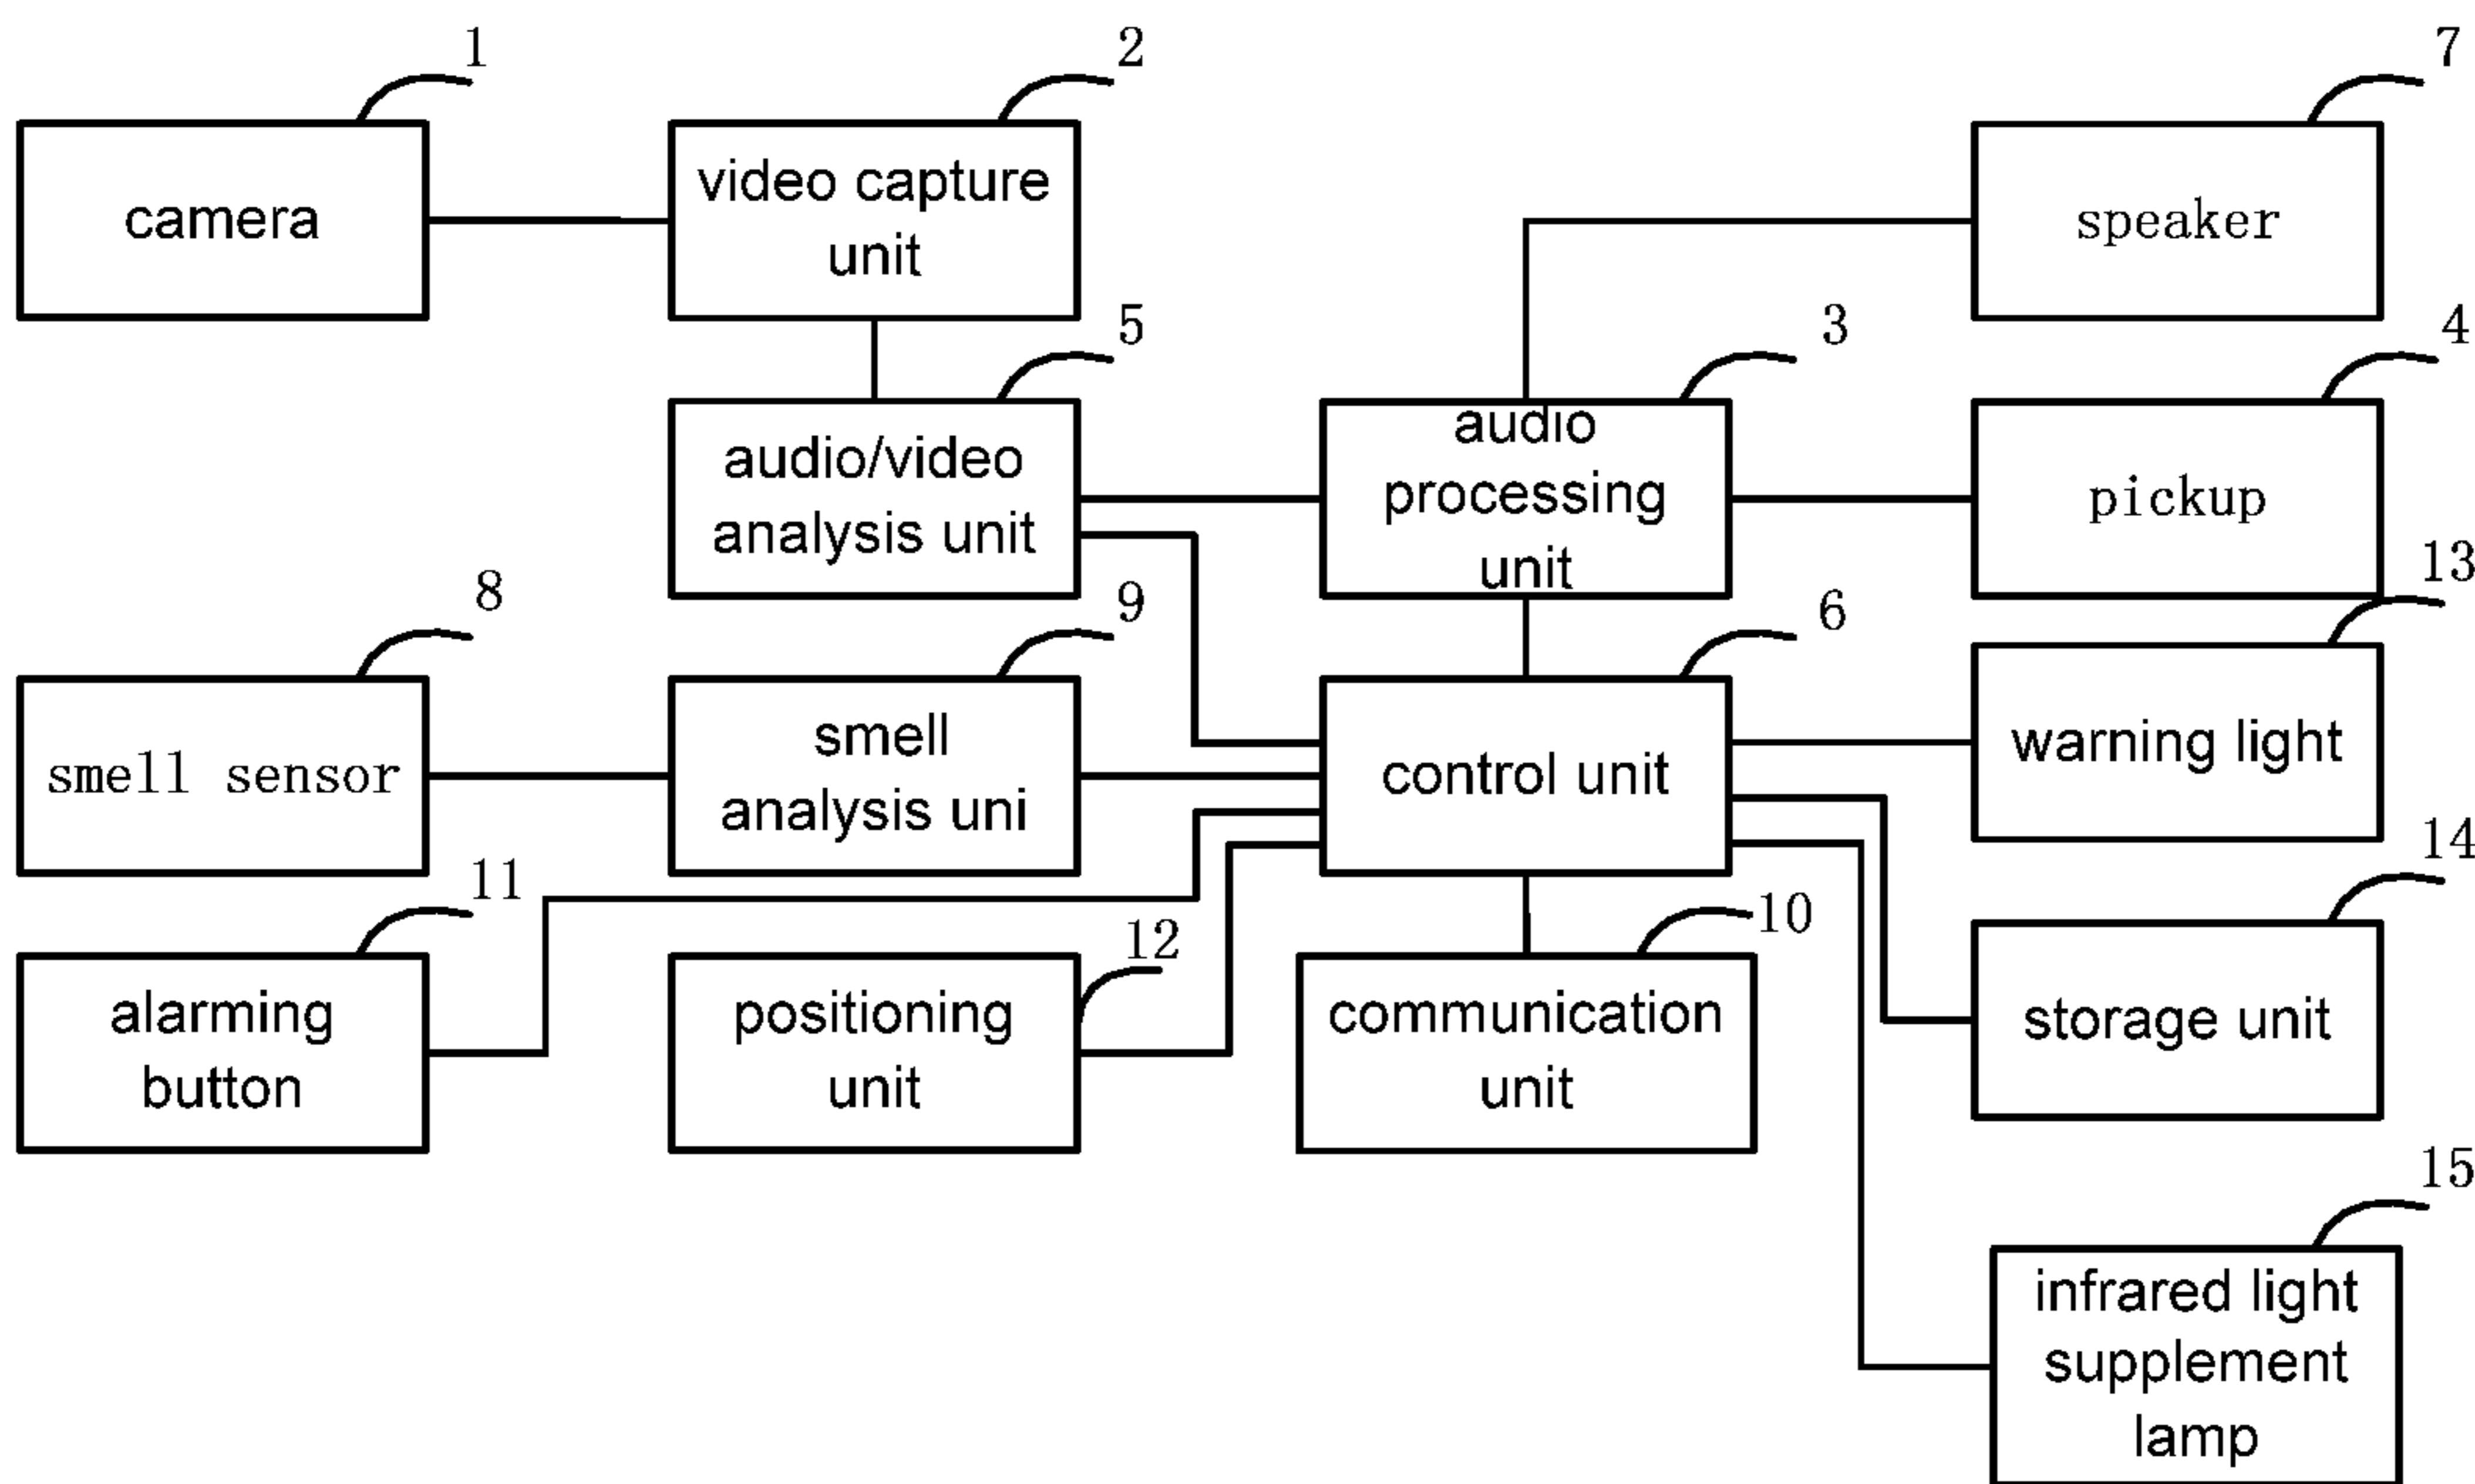 1
camera
2
video capture
unit
7
speaker
5
audio/video
analysis unit
3
audio
processing
unit
4
pickup
8
smell sensor
9
smell
analysis uni
6
control unit
13
warning light
11
alarming
button
12
positioning
unit
10
communication
unit
14
storage unit
15
infrared light
supplement
lamp